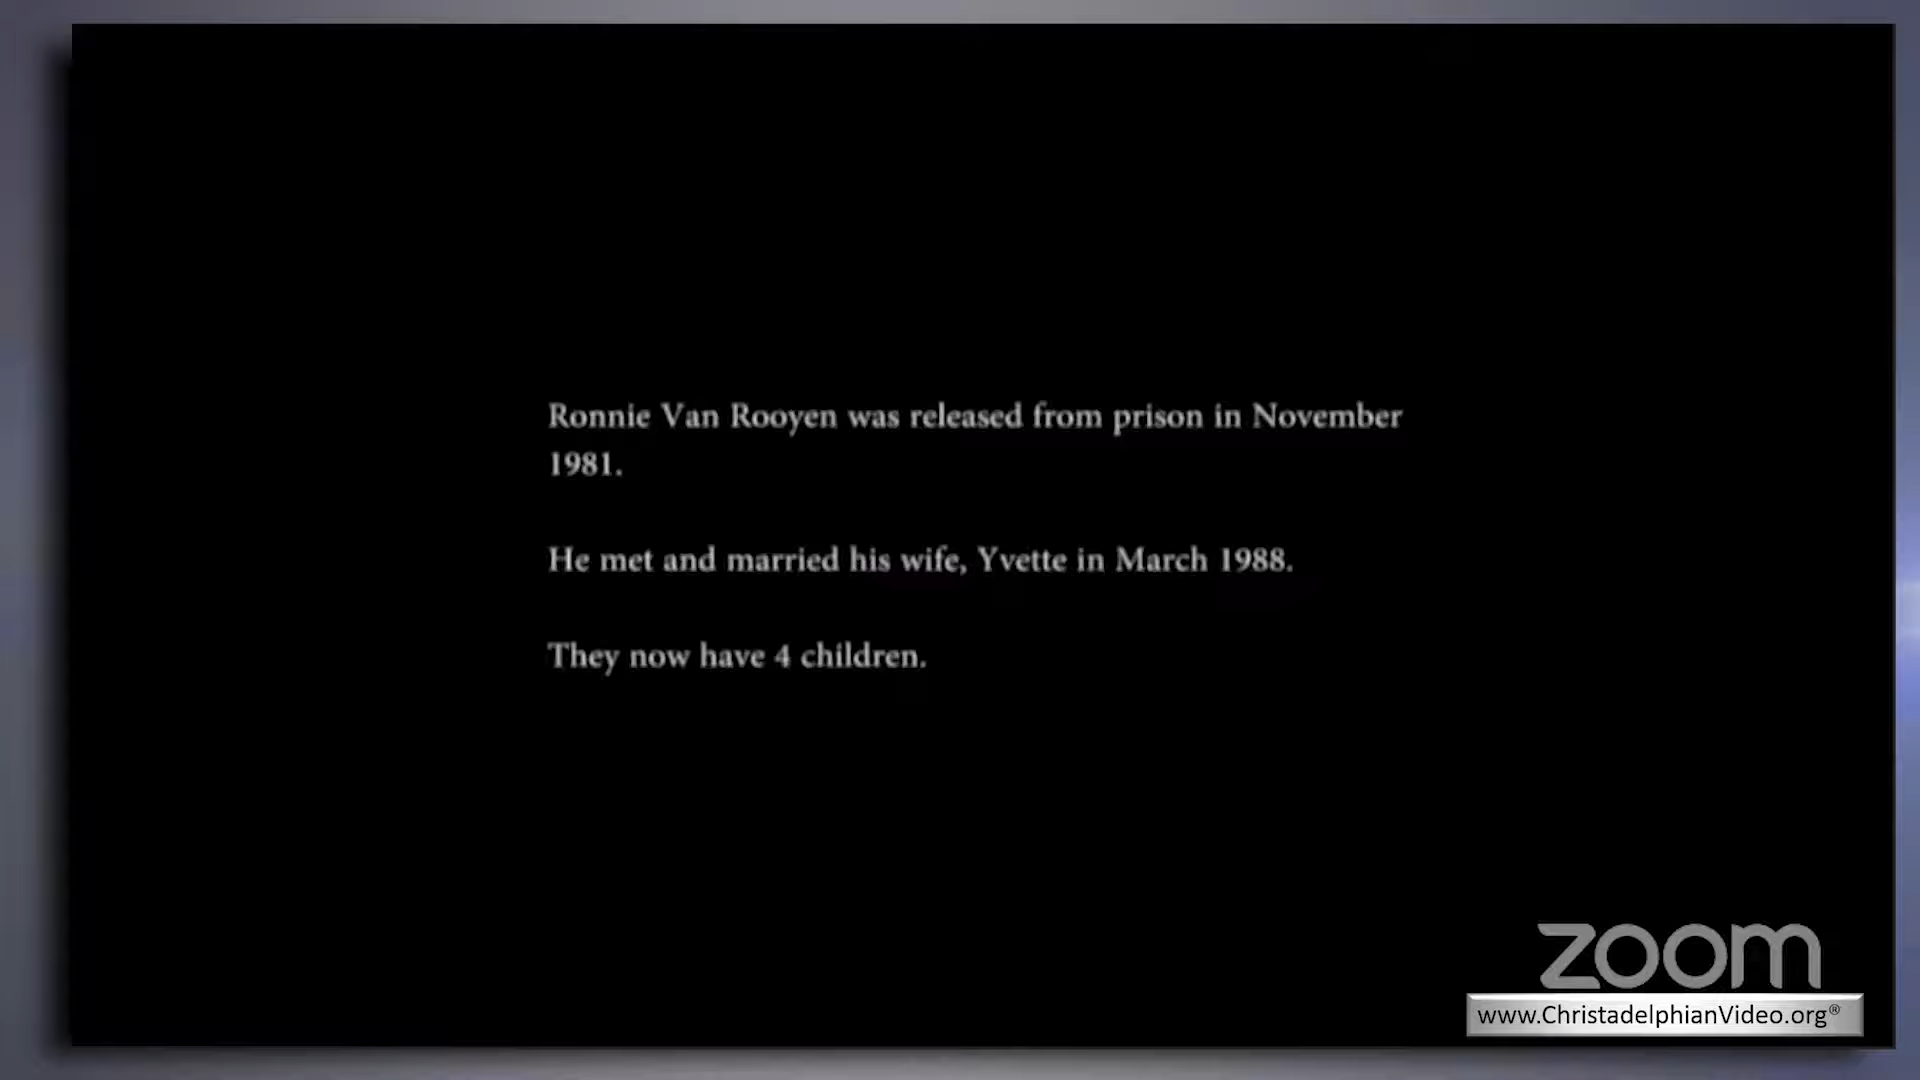 Ronnie Van Rooyen was released from prison in November
1981.
He met and married his wife, Yvette in March 1988.
They now have 4 children.
zoom
www.ChristadelphianVideo.org®